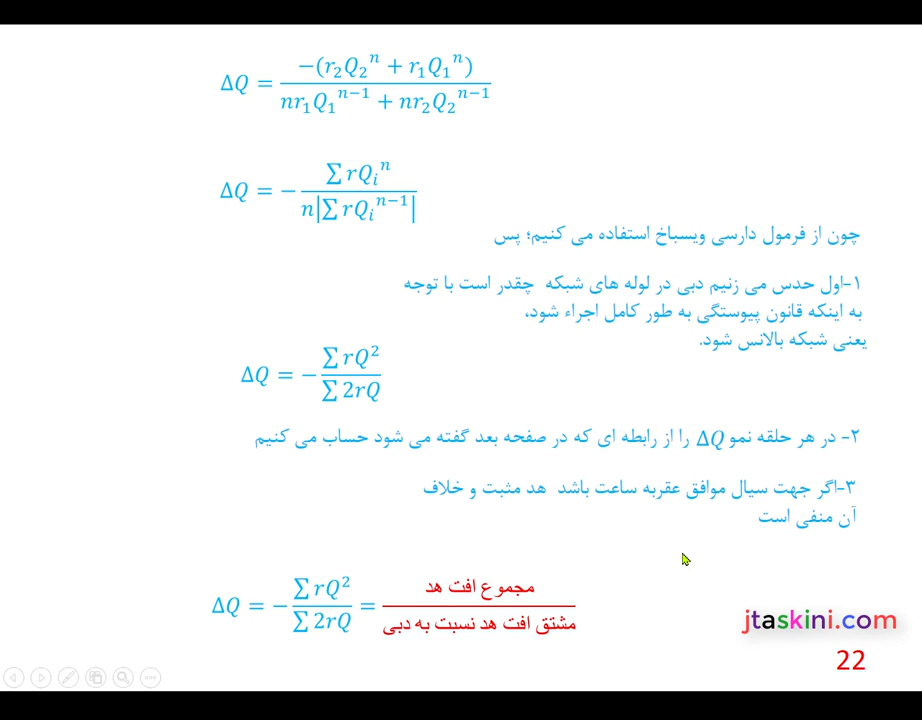 ΔQ = −(r₂Q₂ⁿ + r₁Q₁ⁿ) / (nr₁Q₁ⁿ⁻¹ + nr₂Q₂ⁿ⁻¹)
ΔQ = − ∑ rQᵢⁿ / n|∑ rQᵢⁿ⁻¹|
چون از فرمول دارسی ویسباخ استفاده می کنیم؛ پس
۱-اول حدس می زنیم دبی در لوله های شبکه چقدر است با توجه
به اینکه قانون پیوستگی به طور کامل اجراء شود،
یعنی شبکه بالانس شود.
ΔQ = − ∑ rQ² / ∑ 2rQ
۲- در هر حلقه نمو ΔQ را از رابطه ای که در صفحه بعد گفته می شود حساب می کنیم
۳-اگر جهت سیال موافق عقربه ساعت باشد هد مثبت و خلاف
آن منفی است
ΔQ = − ∑ rQ² / ∑ 2rQ = مجموع افت هد / مشتق افت هد نسبت به دبی
jtaskini.com
22